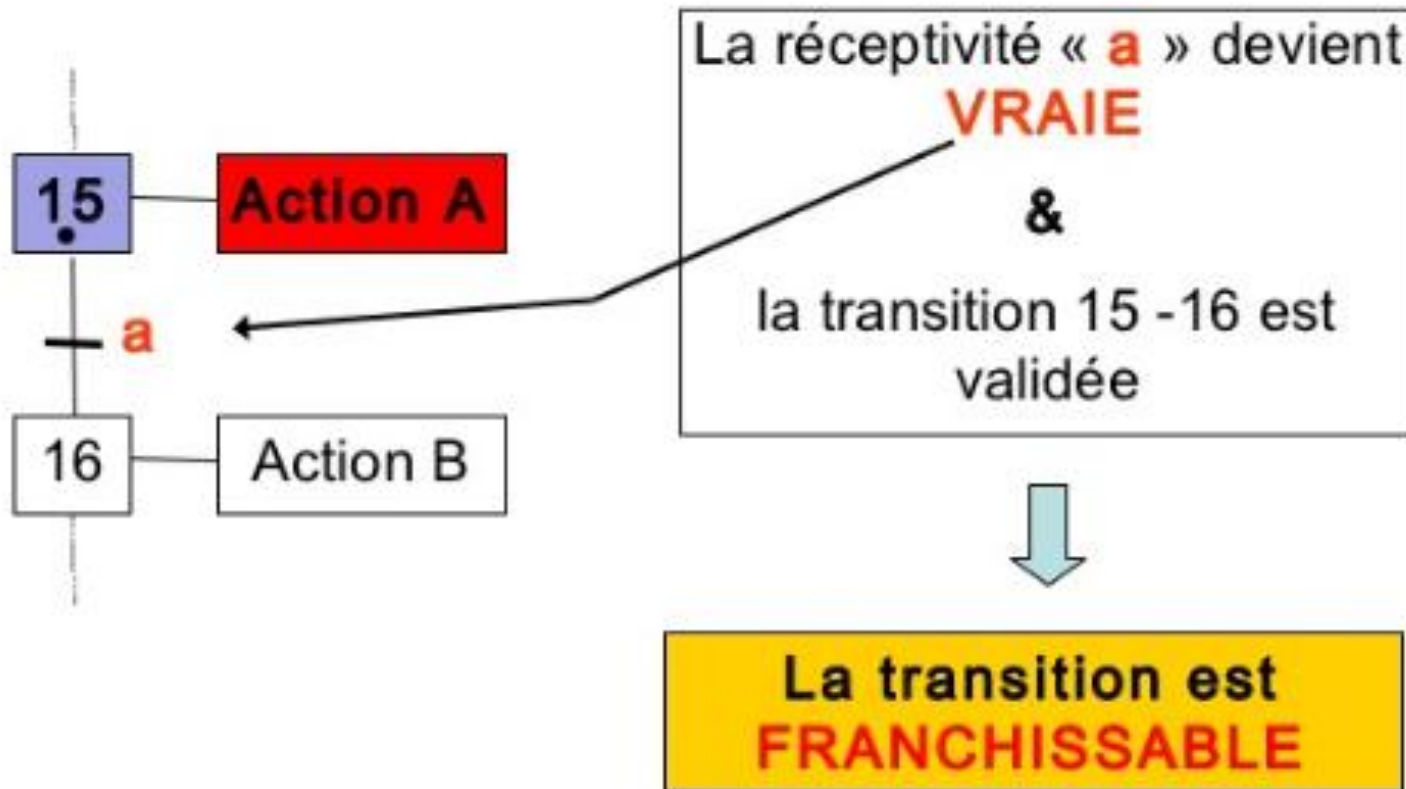 La réceptivité « a » devient
VRAIE
&
la transition 15 -16 est
validée
15
Action A
a
16
Action B
La transition est
FRANCHISSABLE